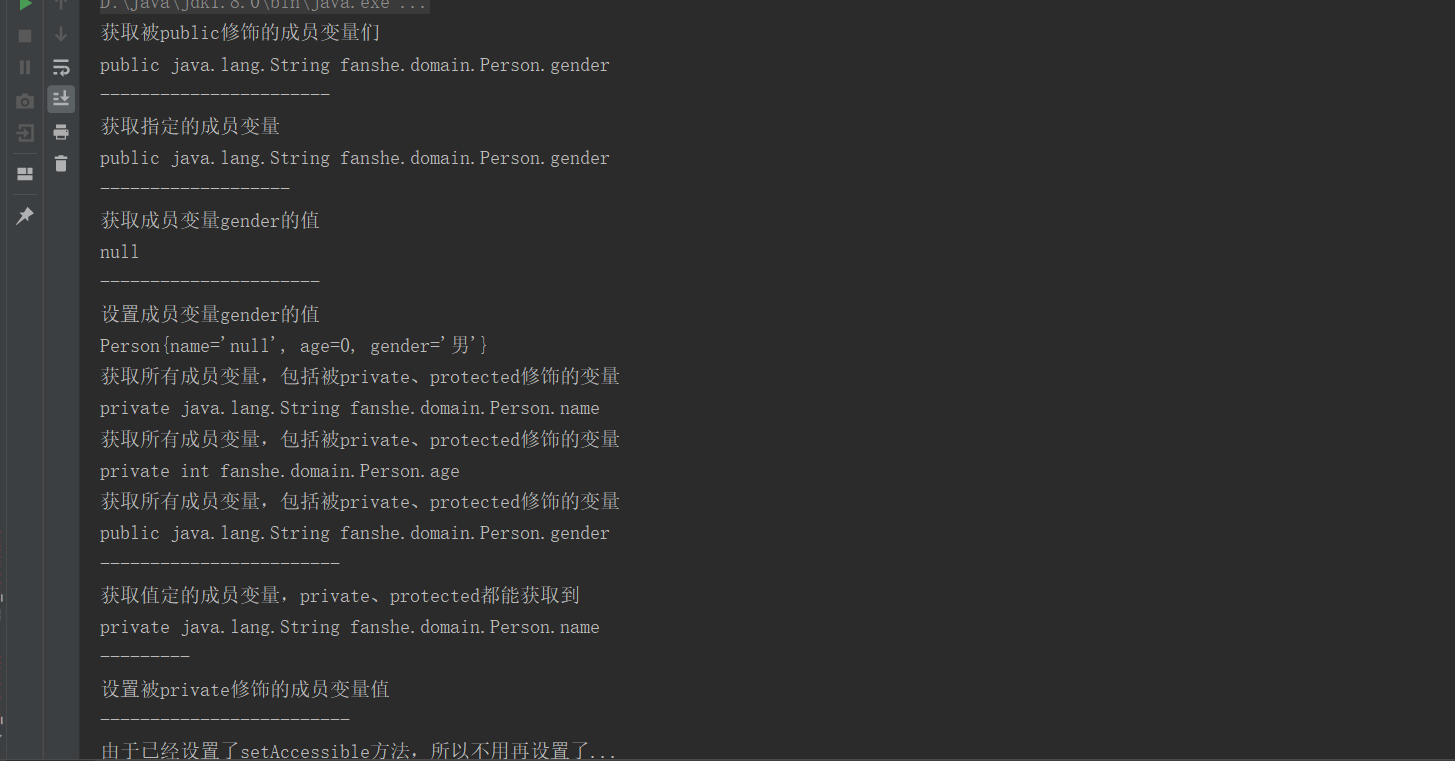 D:\java\jdk1.8.0\bin\java.exe ...
获取被public修饰的成员变量们
public java.lang.String fanshe.domain.Person.gender
-----------------------
获取指定的成员变量
public java.lang.String fanshe.domain.Person.gender
-------------------
获取成员变量gender的值
null
----------------------
设置成员变量gender的值
Person{name='null', age=0, gender='男'}
获取所有成员变量，包括被private、protected修饰的变量
private java.lang.String fanshe.domain.Person.name
获取所有成员变量，包括被private、protected修饰的变量
private int fanshe.domain.Person.age
获取所有成员变量，包括被private、protected修饰的变量
public java.lang.String fanshe.domain.Person.gender
------------------------
获取值定的成员变量，private、protected都能获取到
private java.lang.String fanshe.domain.Person.name
---------
设置被private修饰的成员变量值
-------------------------
由于已经设置了setAccessible方法，所以不用再设置了...